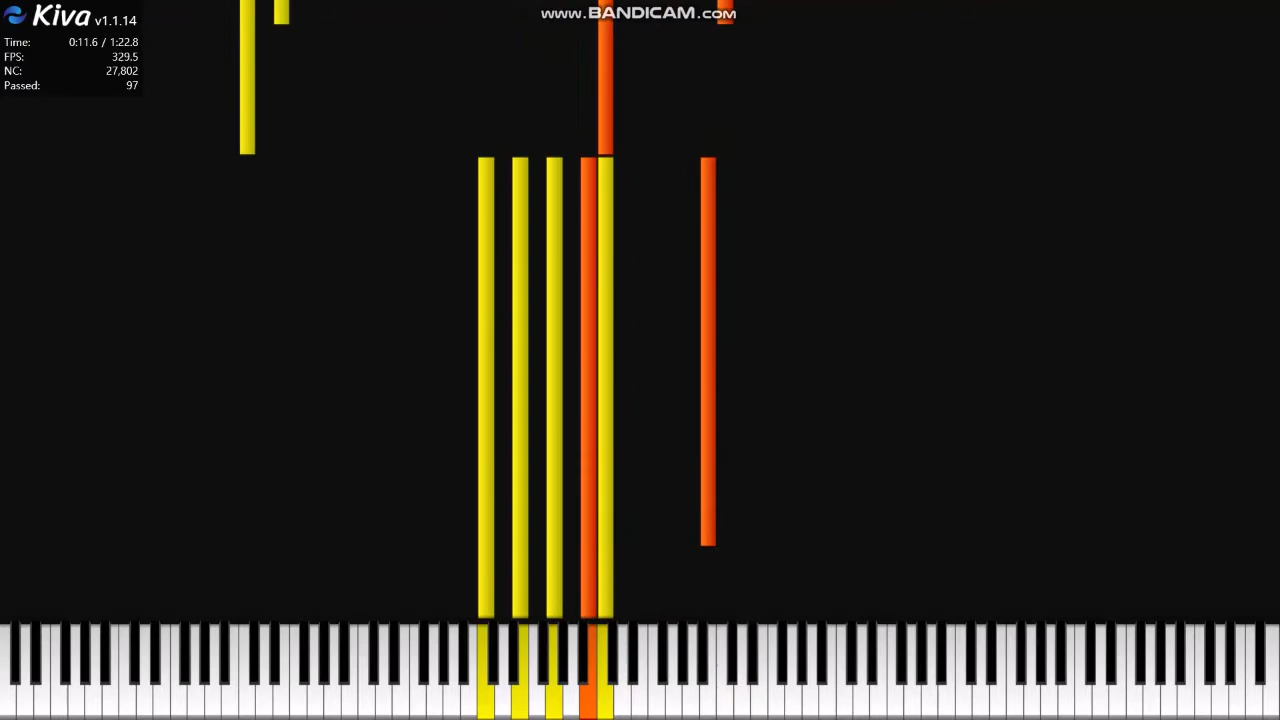 Kiva v1.1.14
www.BANDICAM.com
Time: 0:11.6 / 1:22.8
FPS: 329.5
NC: 27,802
Passed: 97